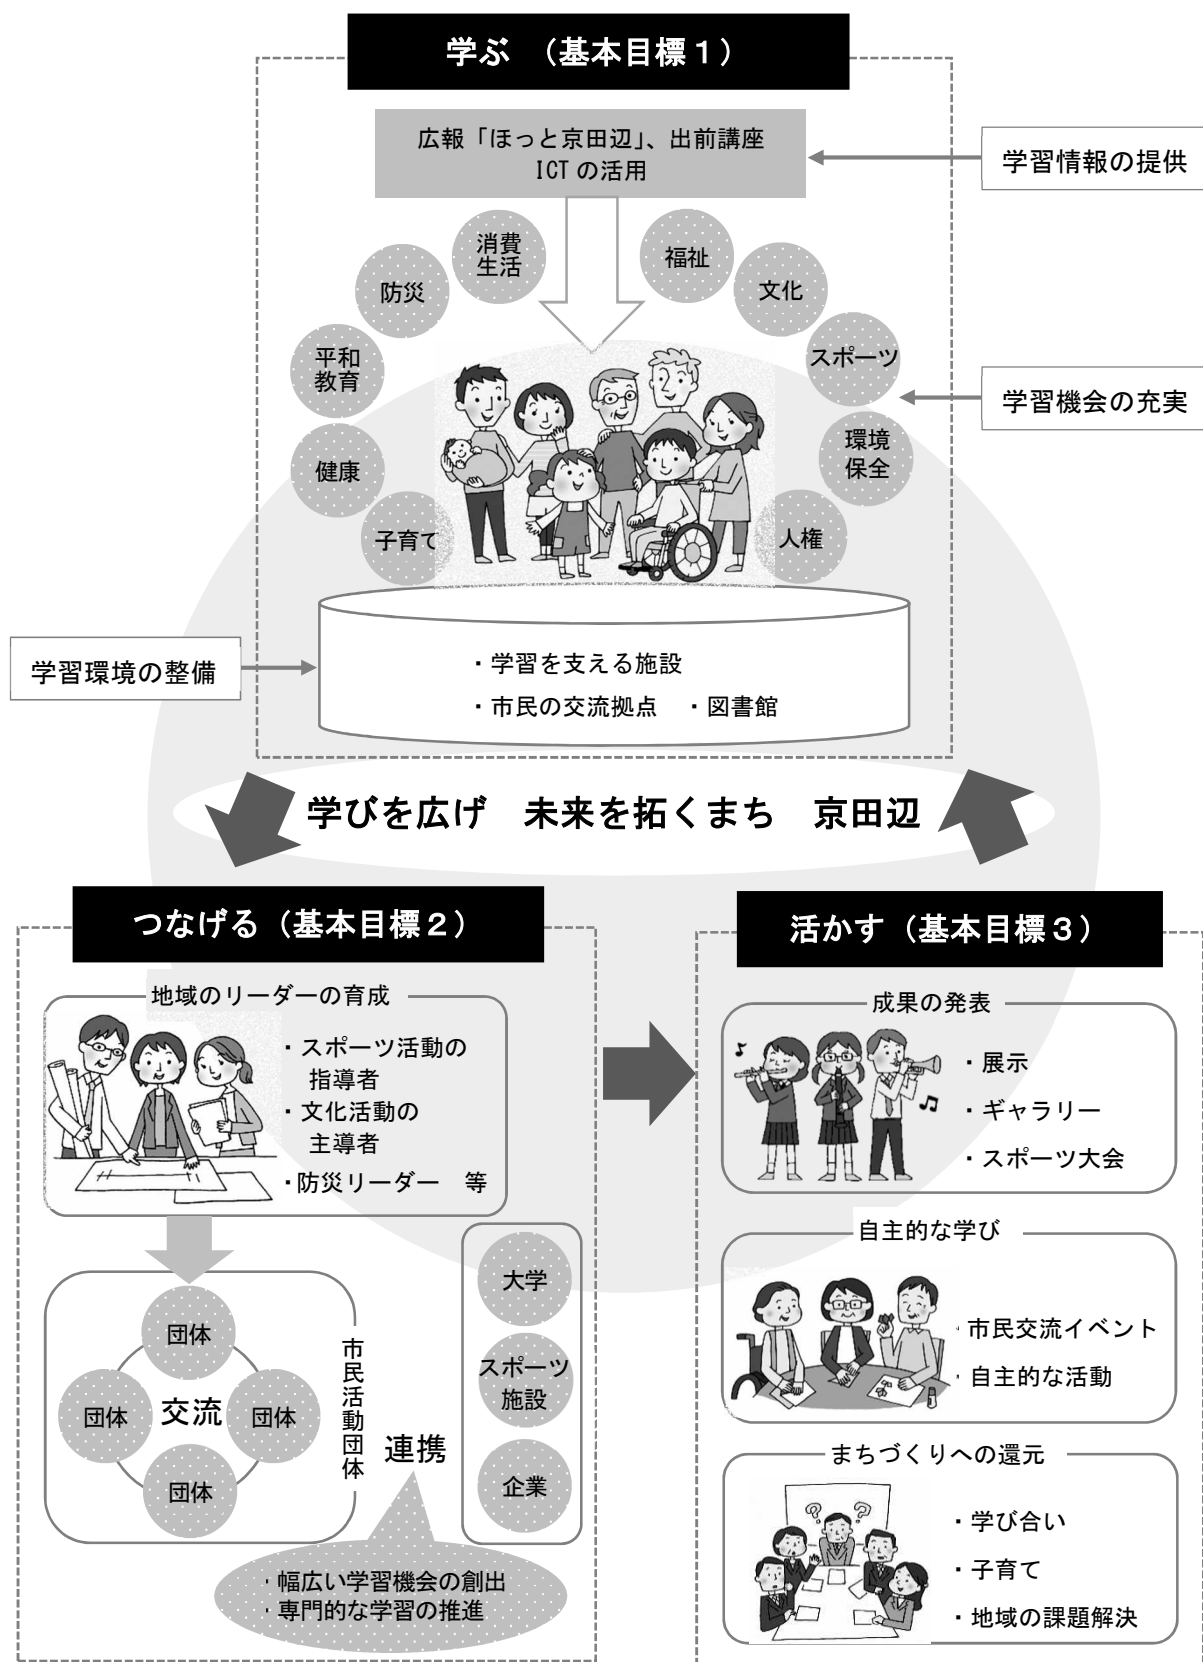 学ぶ （基本目標１）
広報「ほっと京田辺」、出前講座
ICT の活用
学習情報の提供
消費
生活
福祉
防災
文化
平和
教育
スポーツ
学習機会の充実
健康
環境
保全
子育て
人権
学習環境の整備
・学習を支える施設
・市民の交流拠点 ・図書館
学びを広げ 未来を拓くまち 京田辺
つなげる（基本目標２）
地域のリーダーの育成
・スポーツ活動の
指導者
・文化活動の
主導者
・防災リーダー 等
団体
団体
交流
団体
団体
市民活動団体
連携
大学
スポーツ
施設
企業
・幅広い学習機会の創出
・専門的な学習の推進
活かす（基本目標３）
成果の発表
・展示
・ギャラリー
・スポーツ大会
自主的な学び
・市民交流イベント
・自主的な活動
まちづくりへの還元
? ?
・学び合い
・子育て
・地域の課題解決